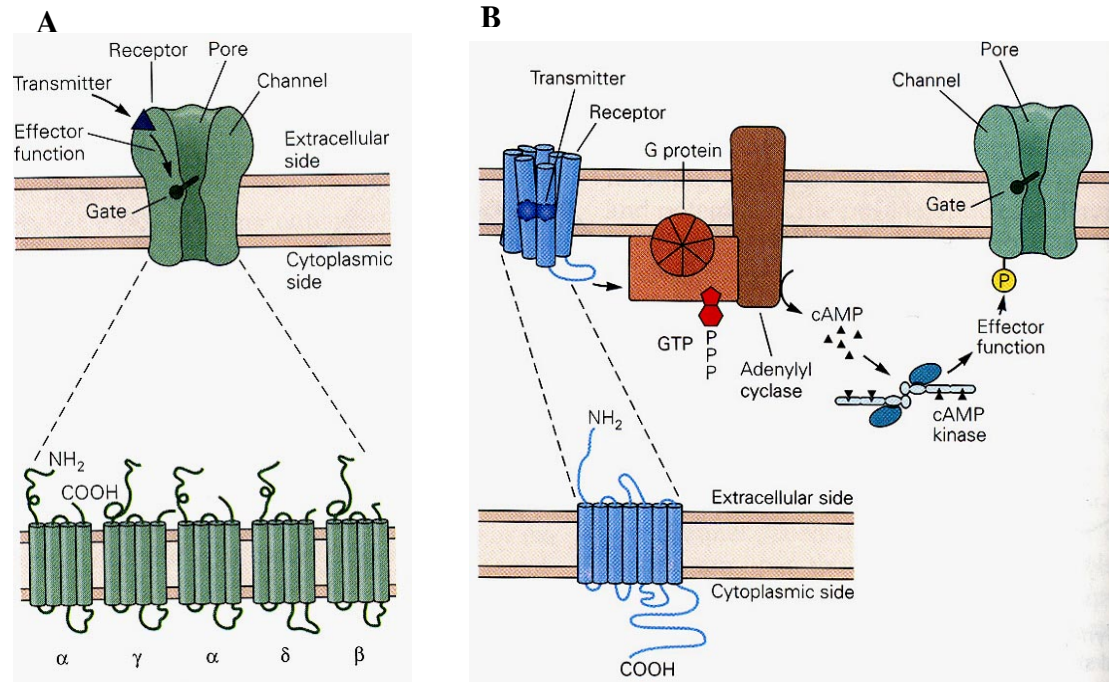 A
Receptor
Pore
Transmitter
Channel
Effector
function
Extracellular
side
Gate
Cytoplasmic
side
NH2
COOH
α
γ
α
δ
β
B
Pore
Transmitter
Channel
Receptor
G protein
Gate
P
cAMP
GTP
P
P
P
Adenylyl
cyclase
Effector
function
cAMP
kinase
NH2
Extracellular side
Cytoplasmic side
COOH